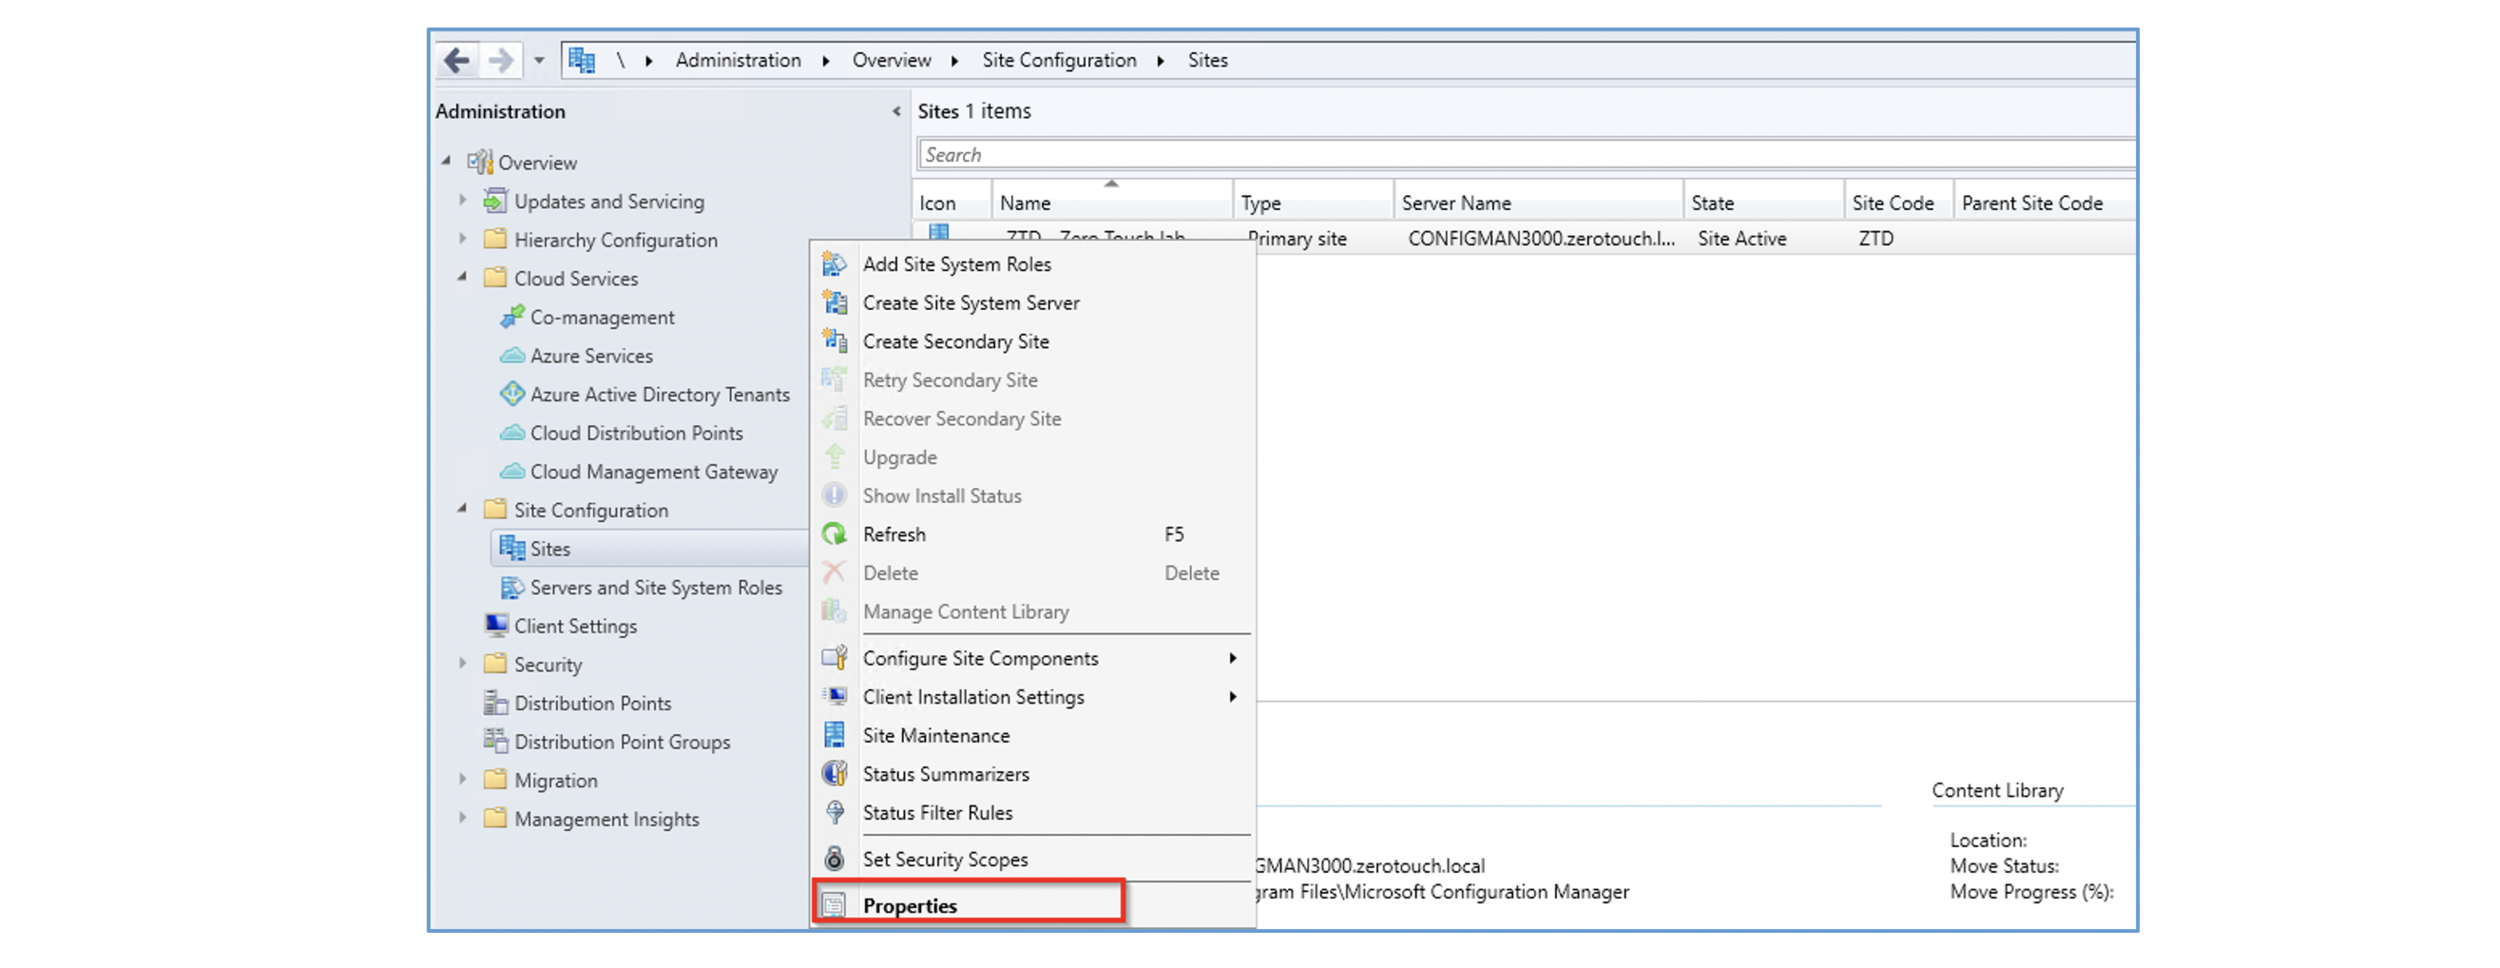 \ Administration Overview Site Configuration Sites
Administration
Overview
Updates and Servicing
Hierarchy Configuration
Cloud Services
Co-management
Azure Services
Azure Active Directory Tenants
Cloud Distribution Points
Cloud Management Gateway
Site Configuration
Sites
Servers and Site System Roles
Client Settings
Security
Distribution Points
Distribution Point Groups
Migration
Management Insights
Sites 1 items
Search
Icon Name Type Server Name State Site Code Parent Site Code
ZTD - Zero Touch lab Primary site CONFIGMAN3000.zerotouch.l... Site Active ZTD
Add Site System Roles
Create Site System Server
Create Secondary Site
Retry Secondary Site
Recover Secondary Site
Upgrade
Show Install Status
Refresh F5
Delete Delete
Manage Content Library
Configure Site Components
Client Installation Settings
Site Maintenance
Status Summarizers
Status Filter Rules
Set Security Scopes
Properties
GMAN3000.zerotouch.local
gram Files\Microsoft Configuration Manager
Content Library
Location:
Move Status:
Move Progress (%):